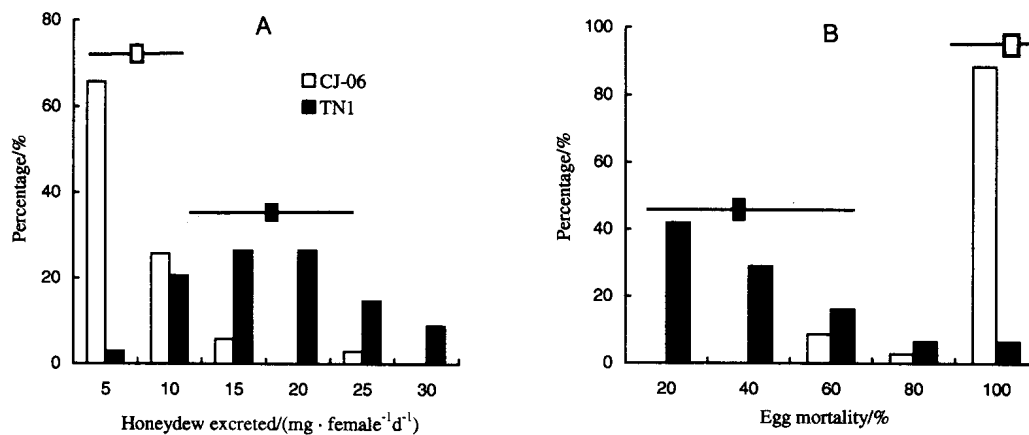 A
80
60
40
20
0
Percentage/%
CJ-06
TN1
5 10 15 20 25 30
Honeydew excreted/(mg · female⁻¹d⁻¹)
B
100
80
60
40
20
0
Percentage/%
20 40 60 80 100
Egg mortality/%